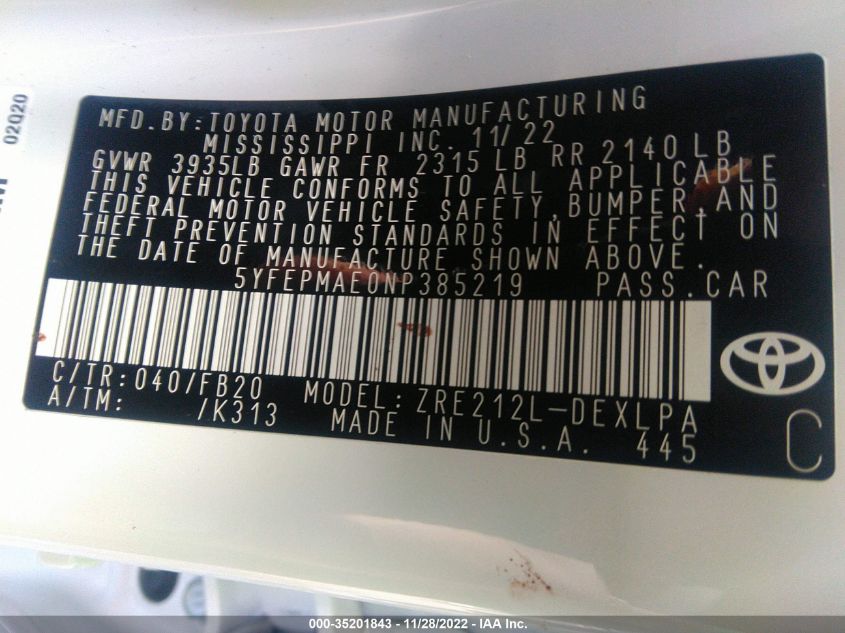 02Q20
MFD.BY:TOYOTA MOTOR MANUFACTURING
MISSISSIPPI INC. 11/22
GVWR 3935LB GAWR FR 2315 LB RR 2140 LB
THIS VEHICLE CONFORMS TO ALL APPLICABLE
FEDERAL MOTOR VEHICLE SAFETY,BUMPER,AND
THEFT PREVENTION STANDARDS IN EFFECT ON
THE DATE OF MANUFACTURE SHOWN ABOVE.
5YFEPMAE0NP385219 PASS.CAR
C/TR:040/FB20 MODEL:ZRE212L-DEXLPA
A/TM: /K313 MADE IN U.S.A. 445
C
000-35201843 / 11/28/2022 - IAA Inc.